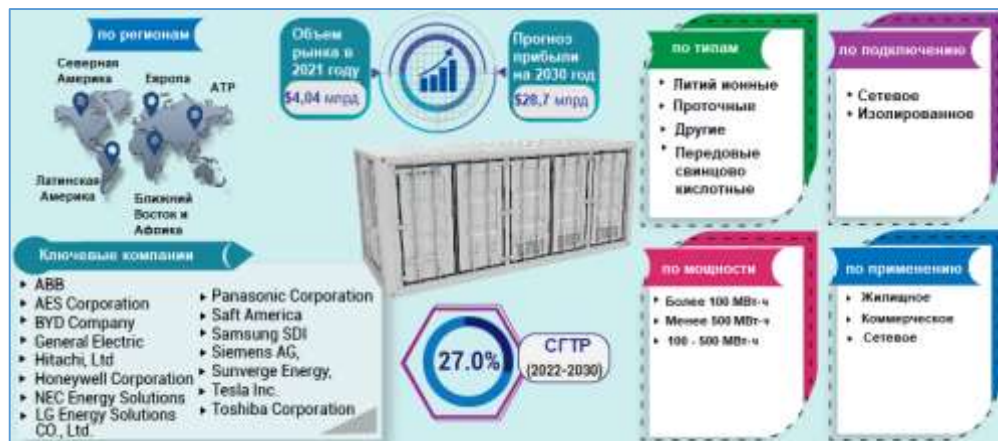 по регионам
Северная
Америка
Европа
АТР
Латинская
Америка
Ближний
Восток и
Африка
Объем
рынка в
2021 году
$4,04 млрд
Прогноз
прибыли
на 2030 год
$28,7 млрд
по типам
Литий ионные
Проточные
Другие
Передовые
свинцово
кислотные
по подключению
Сетевое
Изолированное
Ключевые компании
ABB
AES Corporation
BYD Company
General Electric
Hitachi, Ltd
Honeywell Corporation
NEC Energy Solutions
LG Energy Solutions
CO., Ltd.
Panasonic Corporation
Saft America
Samsung SDI
Siemens AG,
Sunverge Energy,
Tesla Inc.
Toshiba Corporation
27.0%
СГТР
(2022-2030)
по мощности
Более 100 МВт-ч
Менее 500 МВт-ч
100 - 500 МВт-ч
по применению
Жилищное
Коммерческое
Сетевое